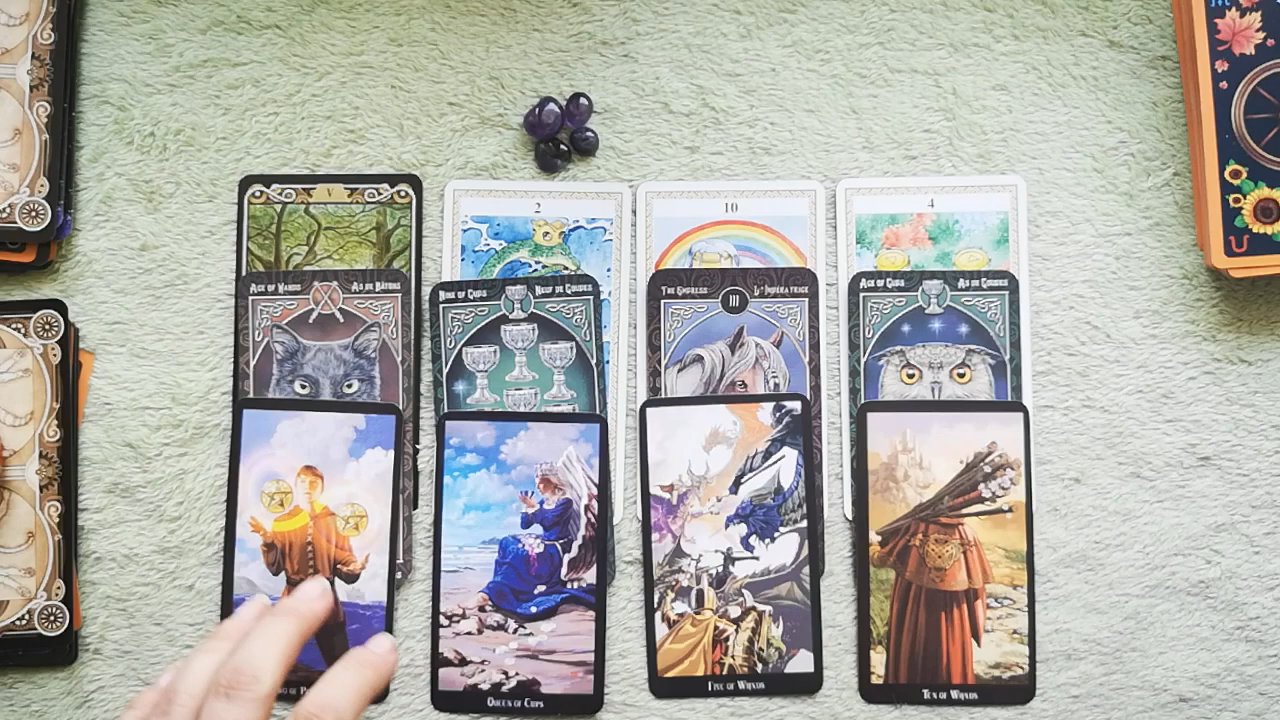 V
2
10
4
Ace of Wands As de Bâtons
Nine of Cups Neuf de Coupes
The Empress III L'Impératrice
Ace of Cups As de Coupes
Queen of Cups
Five of Wands
Ten of Wands